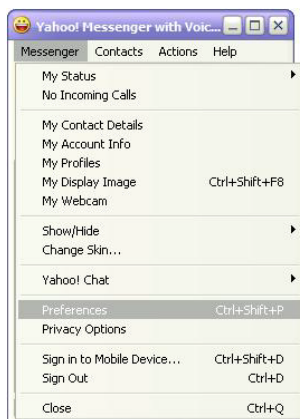 Yahoo! Messenger with Voic...
Messenger Contacts Actions Help
My Status
No Incoming Calls
My Contact Details
My Account Info
My Profiles
My Display Image Ctrl+Shift+F8
My Webcam
Show/Hide
Change Skin...
Yahoo! Chat
Preferences Ctrl+Shift+P
Privacy Options
Sign in to Mobile Device... Ctrl+Shift+D
Sign Out Ctrl+D
Close Ctrl+Q